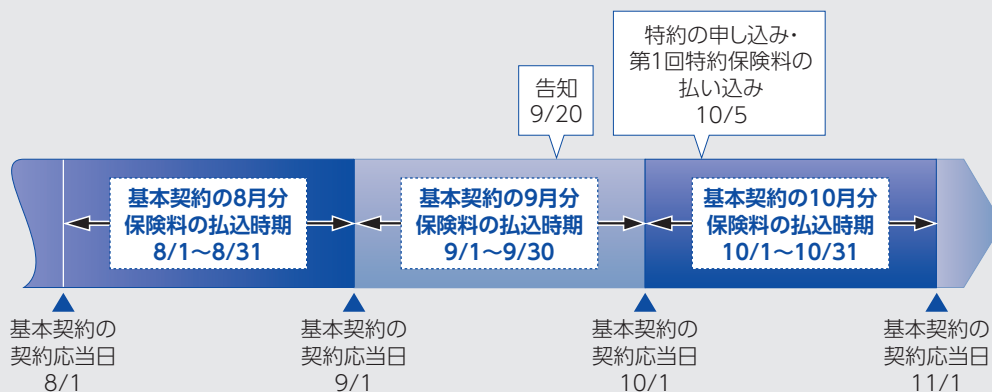 告知
9/20
特約の申し込み・
第1回特約保険料の
払い込み
10/5
基本契約の8月分
保険料の払込時期
8/1～8/31
基本契約の9月分
保険料の払込時期
9/1～9/30
基本契約の10月分
保険料の払込時期
10/1～10/31
基本契約の
契約応当日
8/1
基本契約の
契約応当日
9/1
基本契約の
契約応当日
10/1
基本契約の
契約応当日
11/1